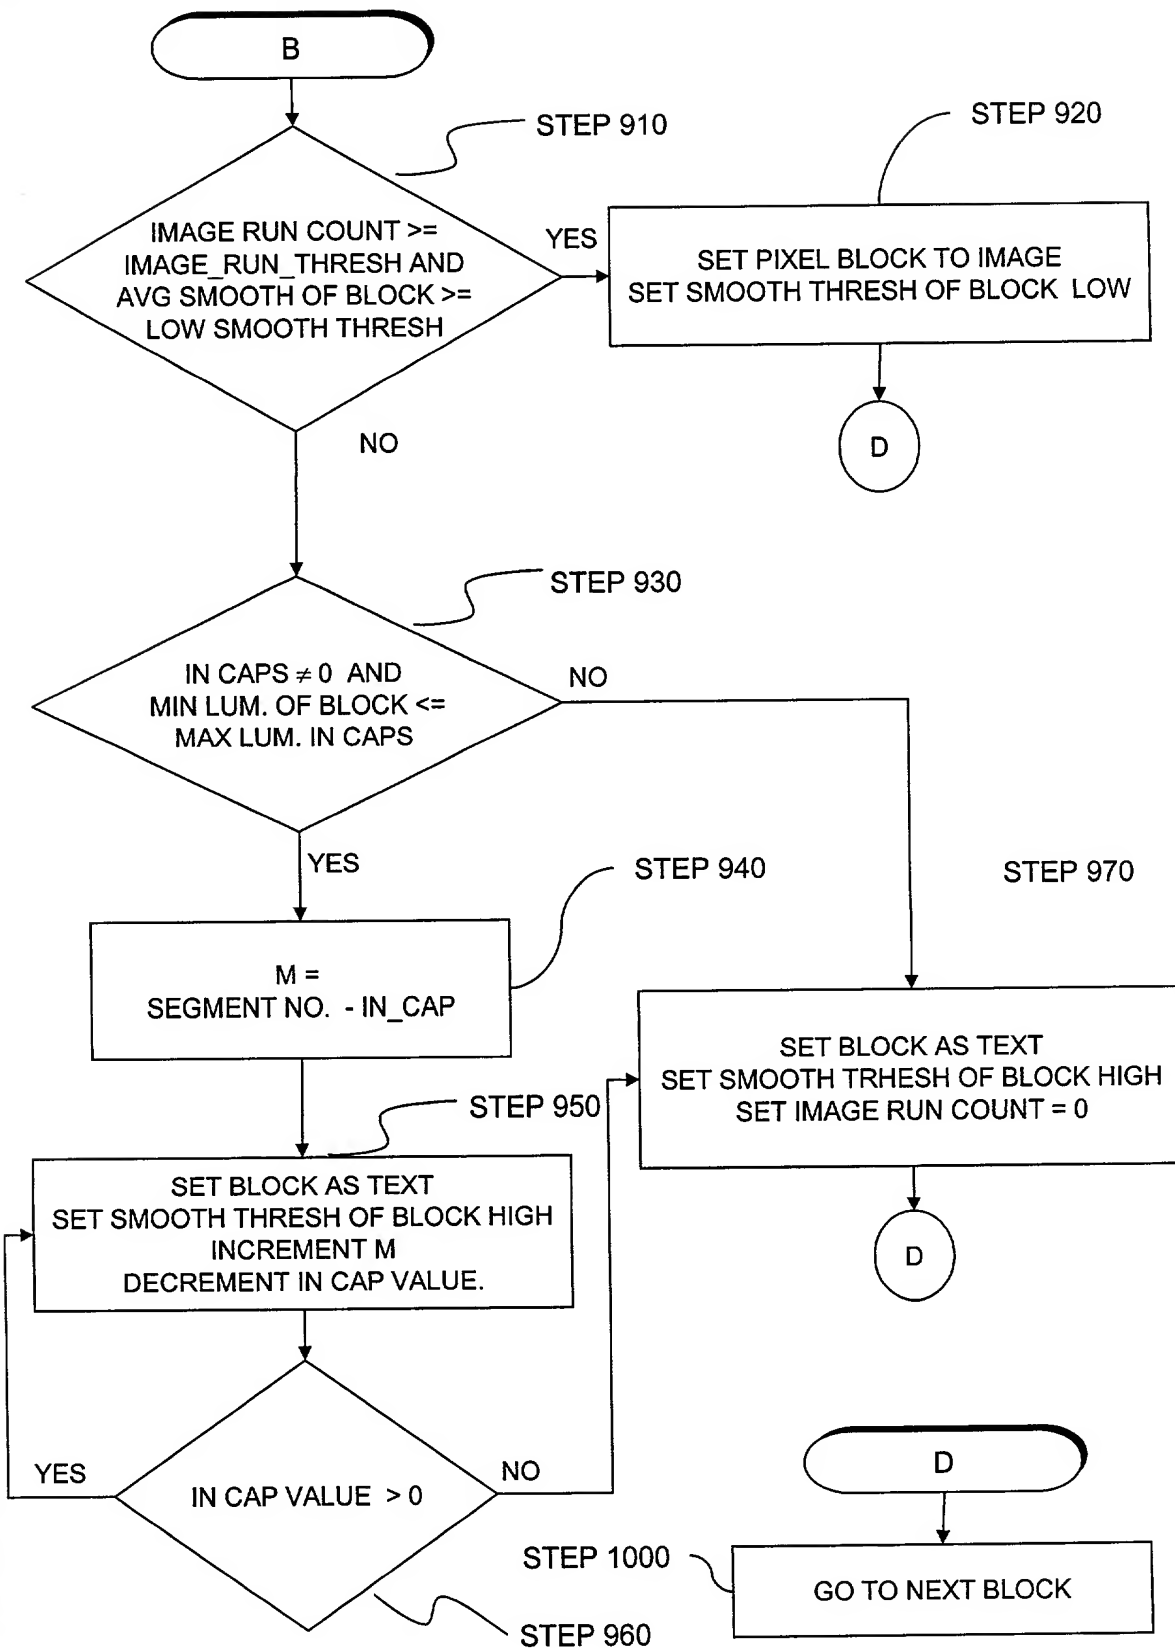 B
STEP 910
STEP 920
IMAGE RUN COUNT >=
IMAGE_RUN_THRESH AND
AVG SMOOTH OF BLOCK >=
LOW SMOOTH THRESH
YES
SET PIXEL BLOCK TO IMAGE
SET SMOOTH THRESH OF BLOCK LOW
D
NO
STEP 930
IN CAPS ≠ 0 AND
MIN LUM. OF BLOCK <=
MAX LUM. IN CAPS
NO
YES
STEP 940
STEP 970
M =
SEGMENT NO. - IN_CAP
SET BLOCK AS TEXT
SET SMOOTH TRHESH OF BLOCK HIGH
SET IMAGE RUN COUNT = 0
STEP 950
SET BLOCK AS TEXT
SET SMOOTH THRESH OF BLOCK HIGH
INCREMENT M
DECREMENT IN CAP VALUE.
D
YES
IN CAP VALUE > 0
NO
D
STEP 1000
GO TO NEXT BLOCK
STEP 960